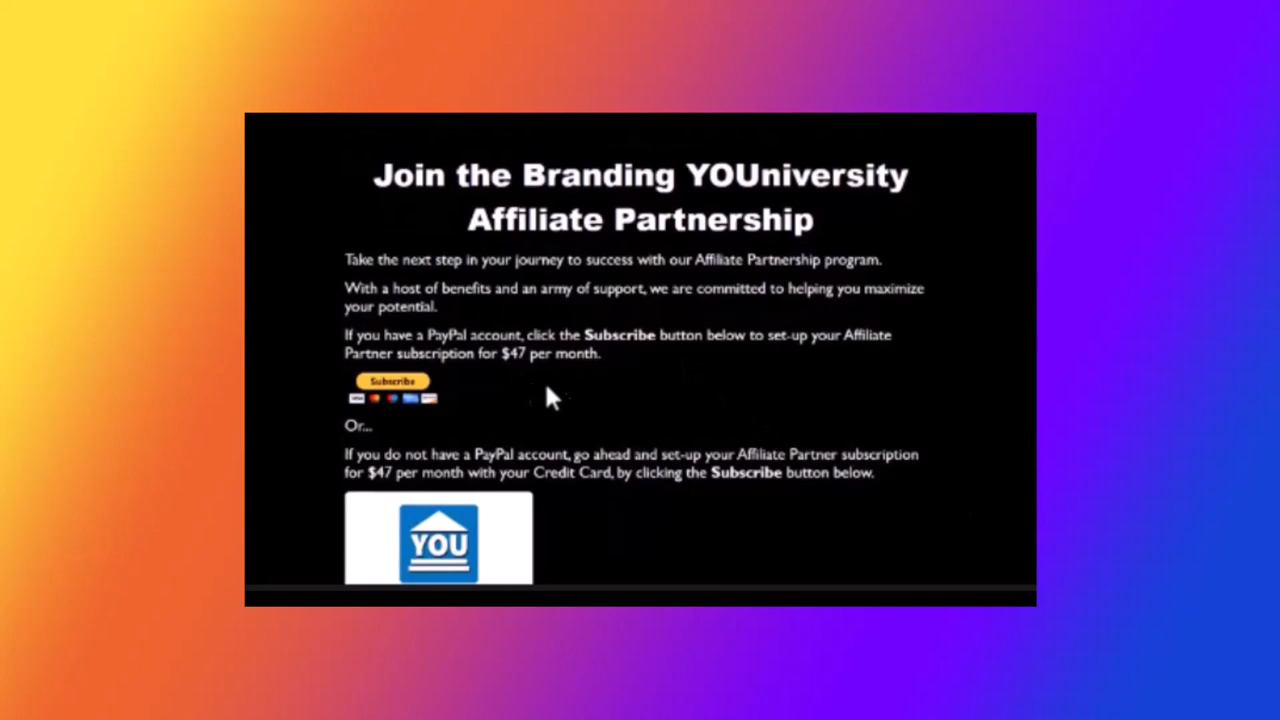 Join the Branding YOUniversity
Affiliate Partnership
Take the next step in your journey to success with our Affiliate Partnership program.
With a host of benefits and an army of support, we are committed to helping you maximize
your potential.
If you have a PayPal account, click the Subscribe button below to set-up your Affiliate
Partner subscription for $47 per month.
Subscribe
VISA
Or...
If you do not have a PayPal account, go ahead and set-up your Affiliate Partner subscription
for $47 per month with your Credit Card, by clicking the Subscribe button below.
YOU